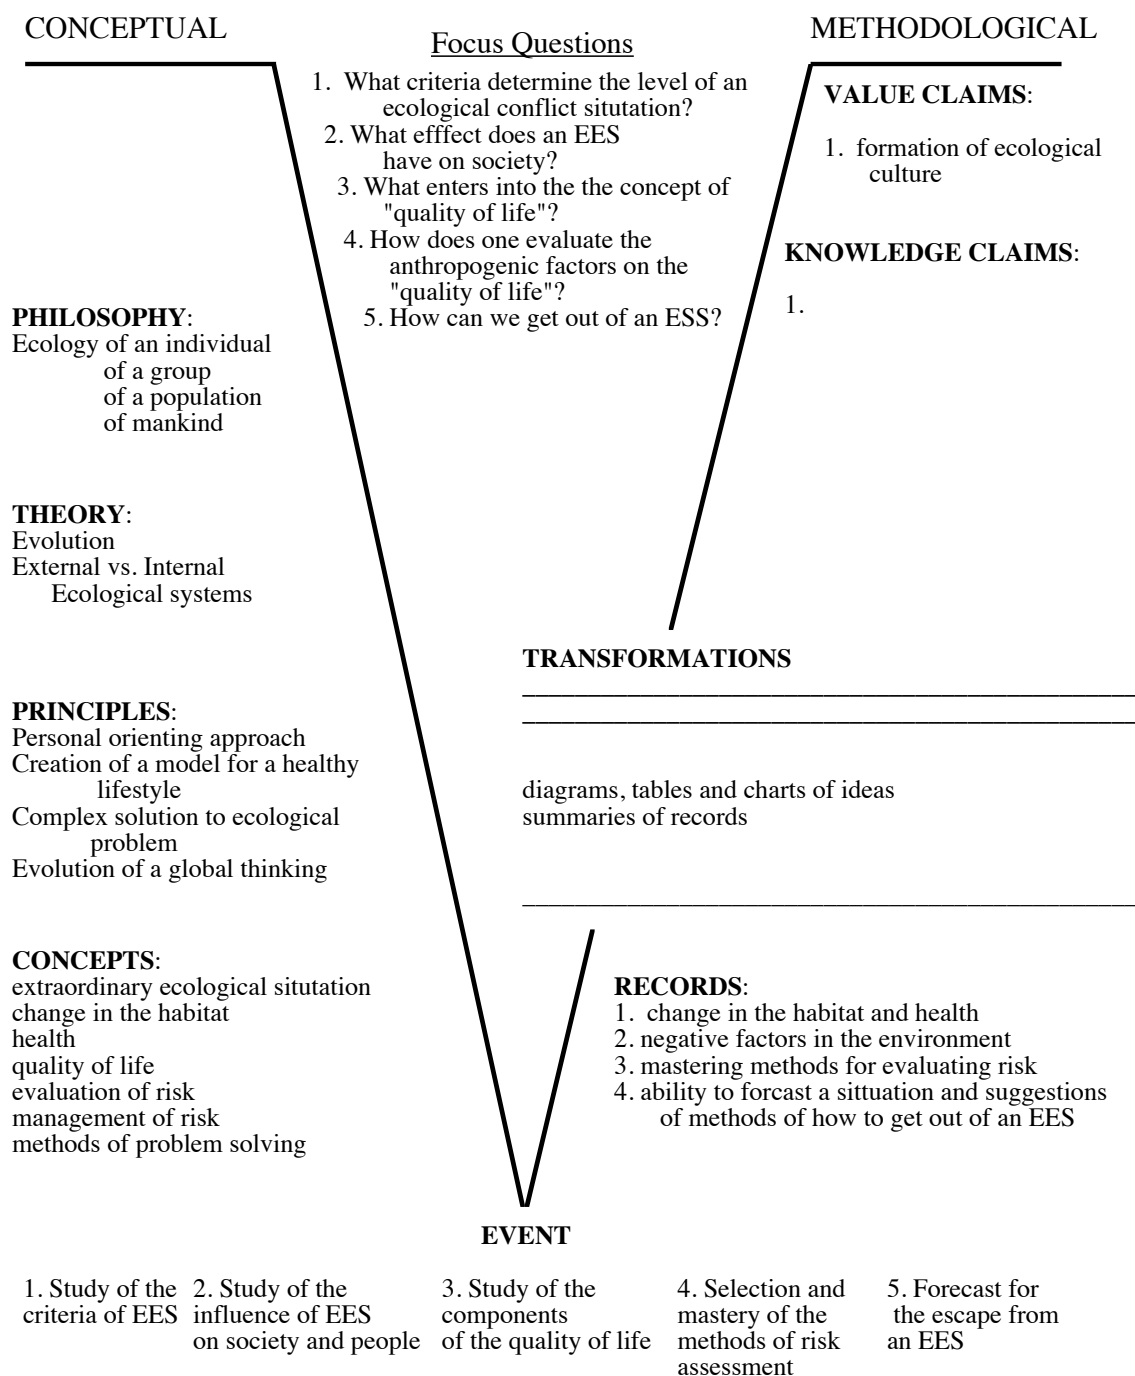 CONCEPTUAL
Focus Questions
METHODOLOGICAL
1. What criteria determine the level of an
ecological conflict situtation?
2. What efffect does an EES
have on society?
3. What enters into the the concept of
"quality of life"?
4. How does one evaluate the
anthropogenic factors on the
"quality of life"?
5. How can we get out of an ESS?
VALUE CLAIMS:
1. formation of ecological
culture
KNOWLEDGE CLAIMS:
1.
PHILOSOPHY:
Ecology of an individual
of a group
of a population
of mankind
THEORY:
Evolution
External vs. Internal
Ecological systems
PRINCIPLES:
Personal orienting approach
Creation of a model for a healthy
lifestyle
Complex solution to ecological
problem
Evolution of a global thinking
CONCEPTS:
extraordinary ecological situtation
change in the habitat
health
quality of life
evaluation of risk
management of risk
methods of problem solving
TRANSFORMATIONS
diagrams, tables and charts of ideas
summaries of records
RECORDS:
1. change in the habitat and health
2. negative factors in the environment
3. mastering methods for evaluating risk
4. ability to forcast a sittuation and suggestions
of methods of how to get out of an EES
EVENT
1. Study of the
criteria of EES
2. Study of the
influence of EES
on society and people
3. Study of the
components
of the quality of life
4. Selection and
mastery of the
methods of risk
assessment
5. Forecast for
the escape from
an EES